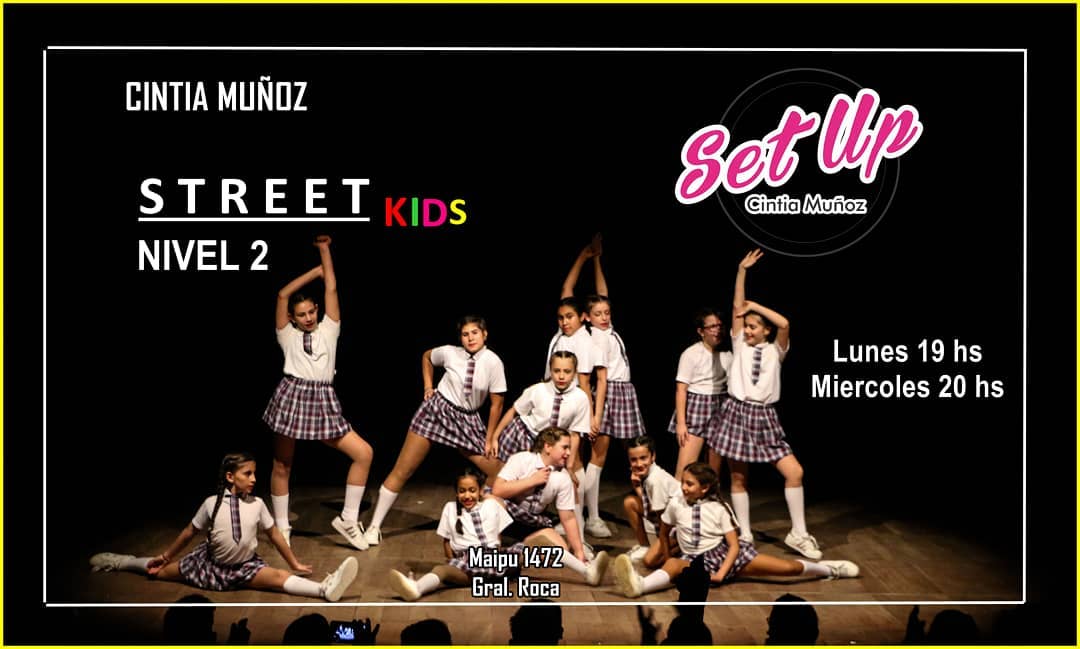 CINTIA MUÑOZ
Set Up
Cintia Muñoz
STREET KIDS
NIVEL 2
Lunes 19 hs
Miercoles 20 hs
Maipu 1472
Gral. Roca